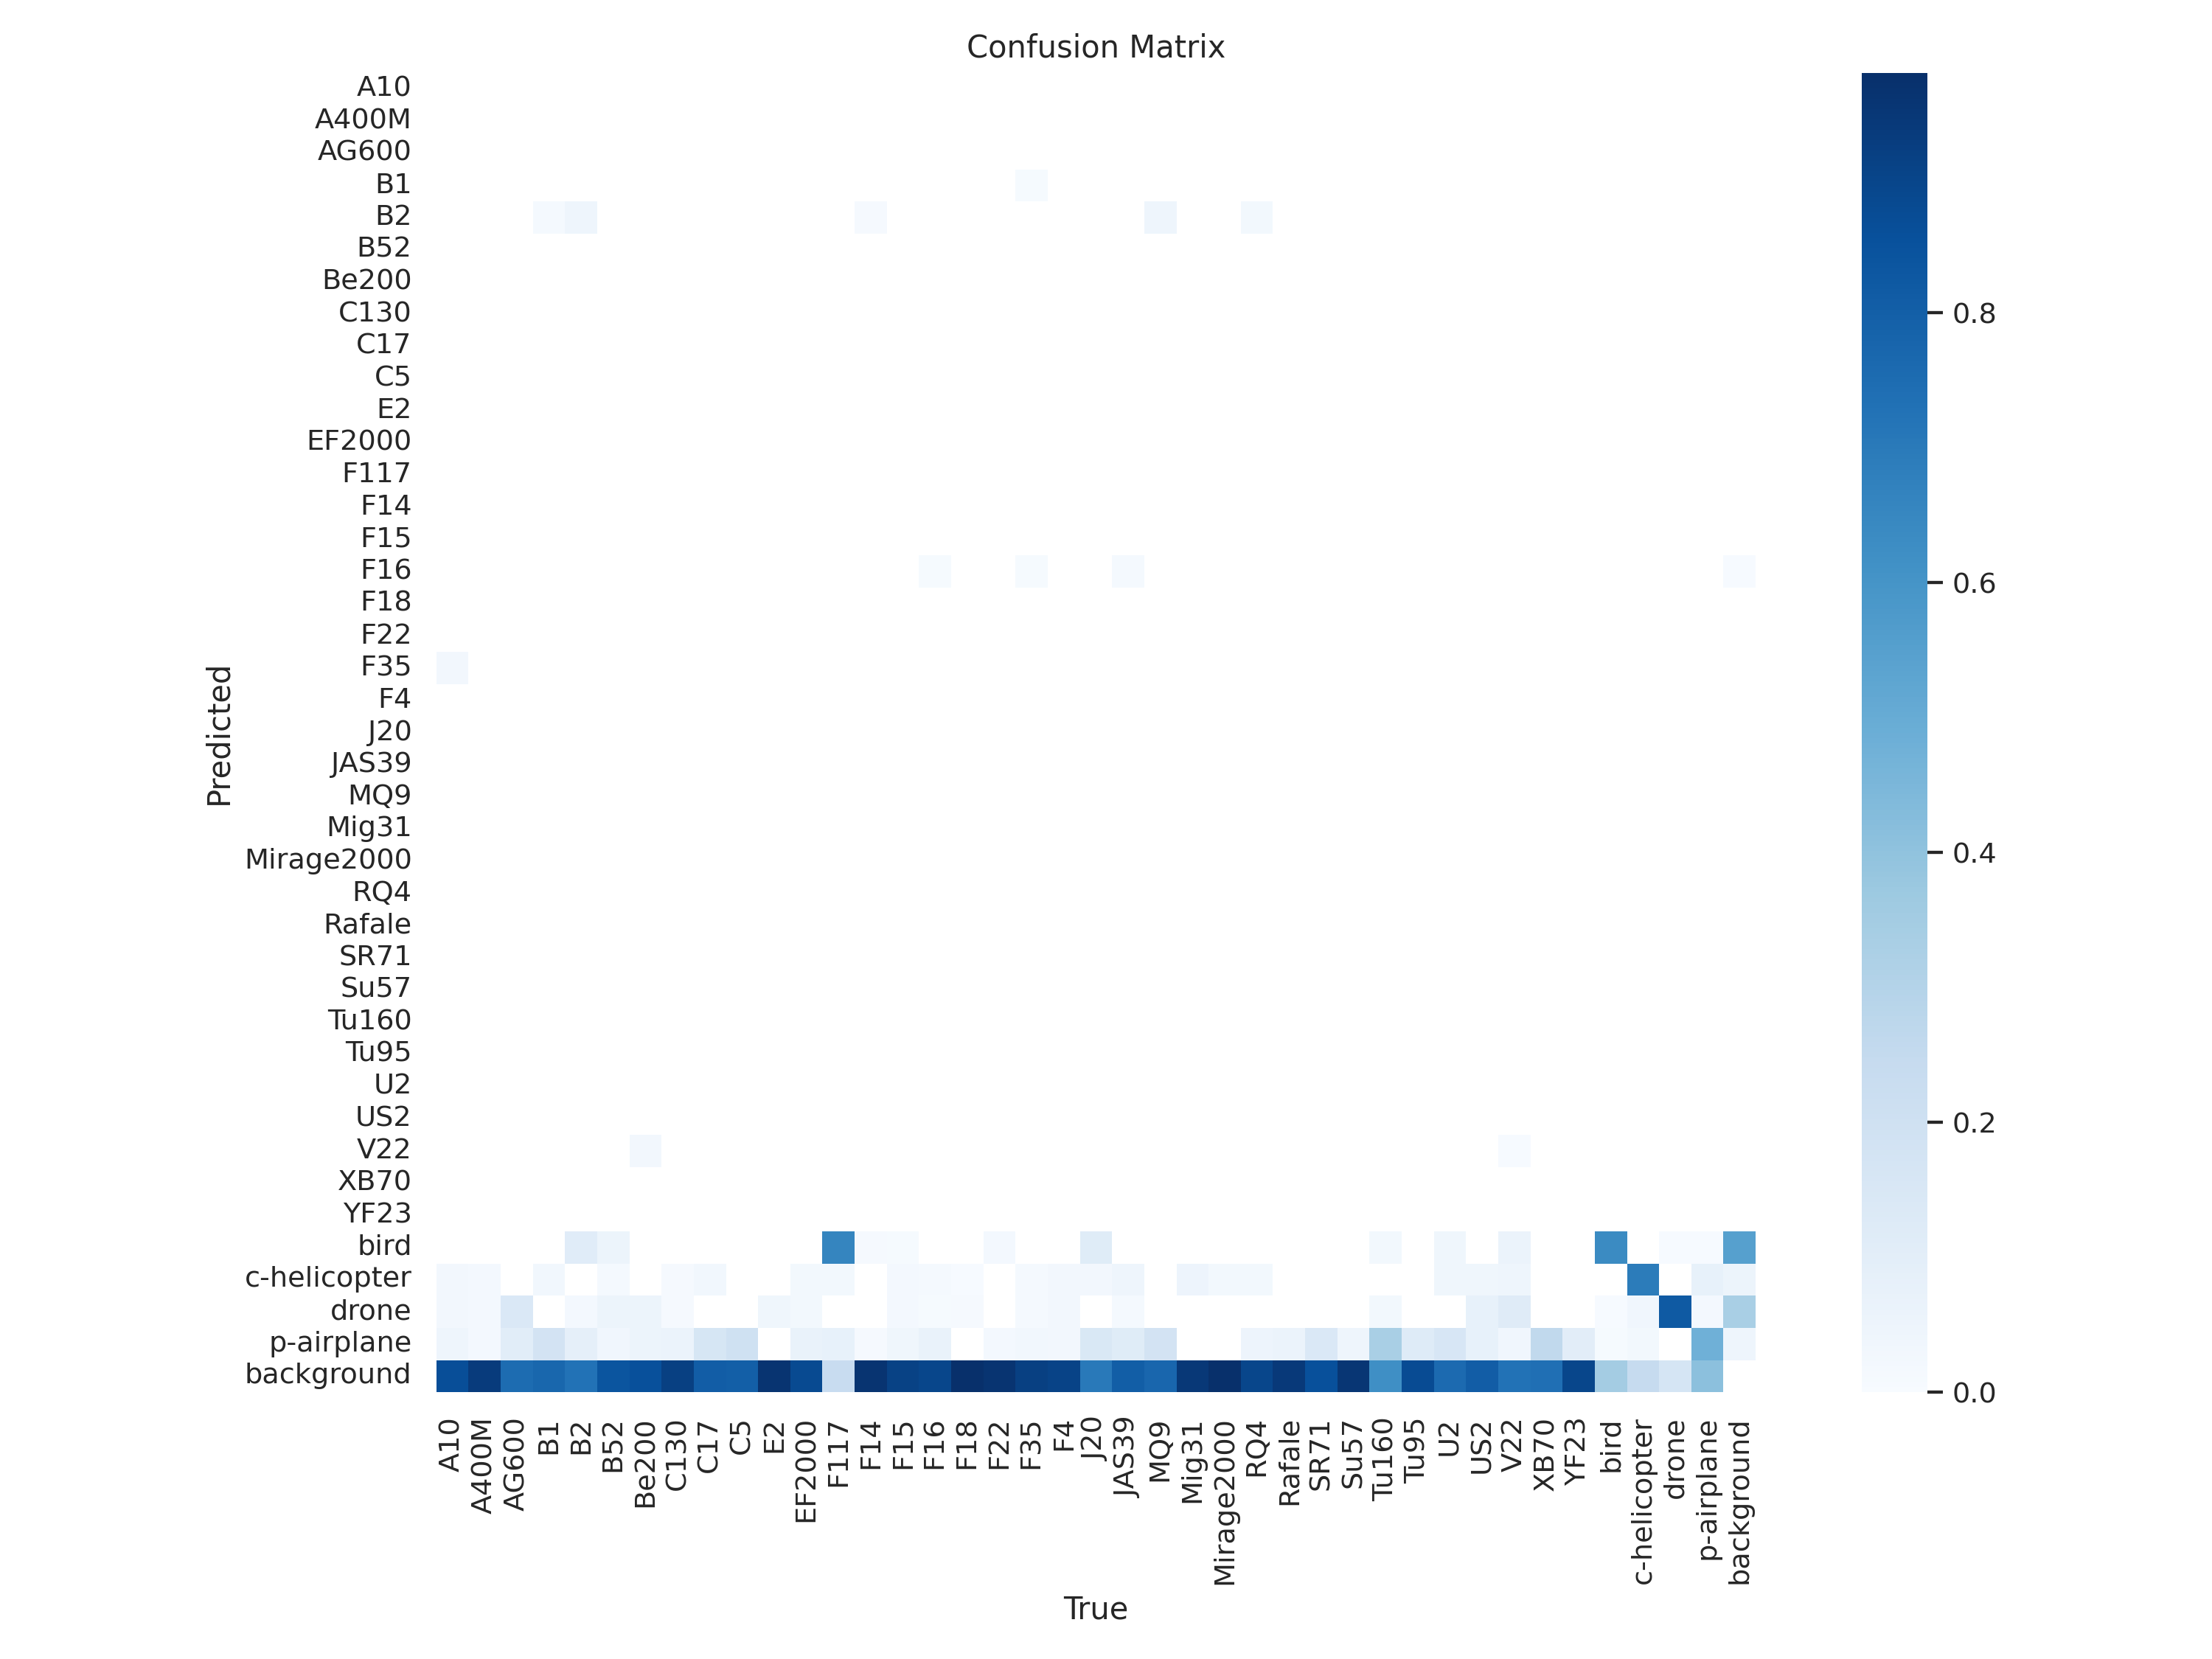 Confusion Matrix
A10
A400M
AG600
B1
B2
B52
Be200
C130
C17
C5
E2
EF2000
F117
F14
F15
F16
F18
F22
F35
F4
J20
JAS39
MQ9
Mig31
Mirage2000
RQ4
Rafale
SR71
Su57
Tu160
Tu95
U2
US2
V22
XB70
YF23
bird
c-helicopter
drone
p-airplane
background
Predicted
A10
A400M
AG600
B1
B2
B52
Be200
C130
C17
C5
E2
EF2000
F117
F14
F15
F16
F18
F22
F35
F4
J20
JAS39
MQ9
Mig31
Mirage2000
RQ4
Rafale
SR71
Su57
Tu160
Tu95
U2
US2
V22
XB70
YF23
bird
c-helicopter
drone
p-airplane
background
True
0.8
0.6
0.4
0.2
0.0